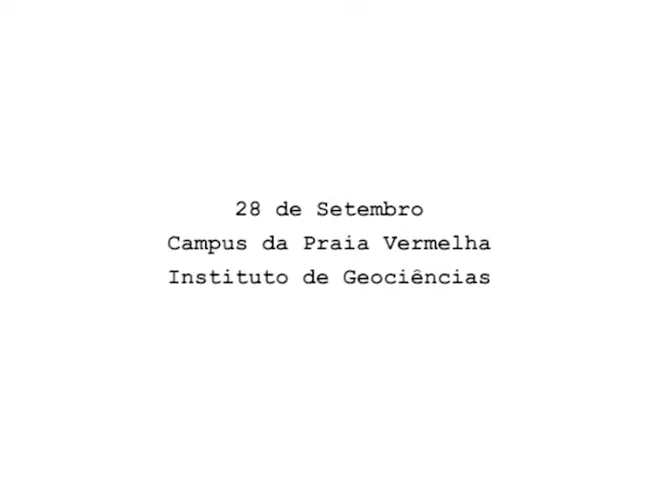 28 de Setembro
Campus da Praia Vermelha
Instituto de Geociências